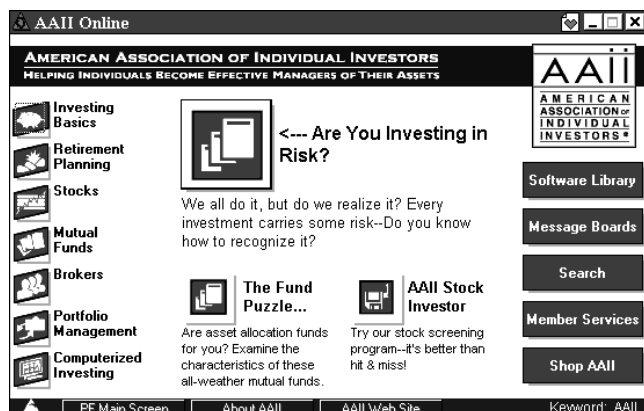 AAII Online
AMERICAN ASSOCIATION OF INDIVIDUAL INVESTORS
HELPING INDIVIDUALS BECOME EFFECTIVE MANAGERS OF THEIR ASSETS
AAii
AMERICAN
ASSOCIATION OF
INDIVIDUAL
INVESTORS®
Investing
Basics
Retirement
Planning
Stocks
Mutual
Funds
Brokers
Portfolio
Management
Computerized
Investing
<--- Are You Investing in
Risk?
We all do it, but do we realize it? Every
investment carries some risk--Do you know
how to recognize it?
The Fund
Puzzle...
Are asset allocation funds
for you? Examine the
characteristics of these
all-weather mutual funds.
AAII Stock
Investor
Try our stock screening
program--it's better than
hit & miss!
Software Library
Message Boards
Search
Member Services
Shop AAII
PF Main Screen
About AAII
AAII Web Site
Keyword: AAII